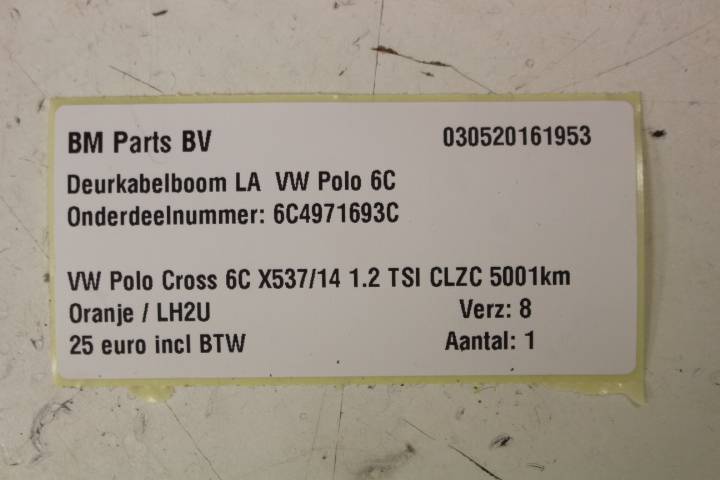 BM Parts BV 030520161953
Deurkabelboom LA VW Polo 6C
Onderdeelnummer: 6C4971693C
VW Polo Cross 6C X537/14 1.2 TSI CLZC 5001km
Oranje / LH2U Verz: 8
25 euro incl BTW Aantal: 1